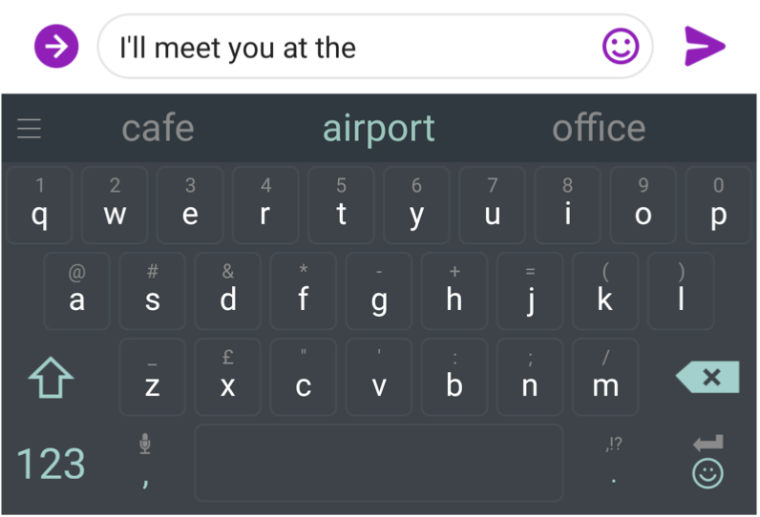 I'll meet you at the
cafe airport office
1 2 3 4 5 6 7 8 9 0
q w e r t y u i o p
@ # & * - + = ( )
a s d f g h j k l
_ £ " ' : ; /
z x c v b n m
,!?
123 , .